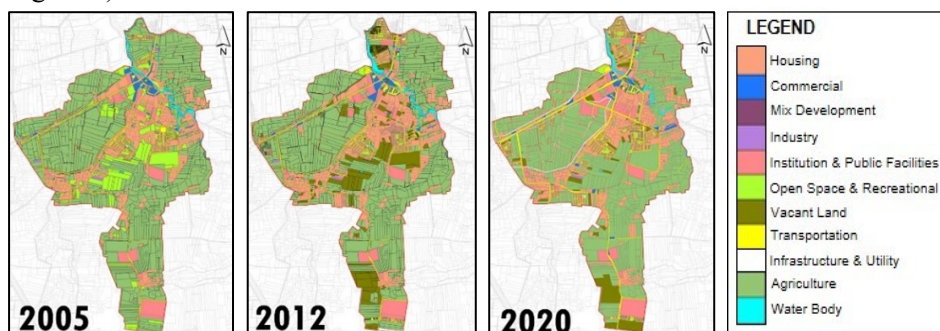 N
2005
N
2012
N
2020
LEGEND
Housing
Commercial
Mix Development
Industry
Institution & Public Facilities
Open Space & Recreational
Vacant Land
Transportation
Infrastructure & Utility
Agriculture
Water Body